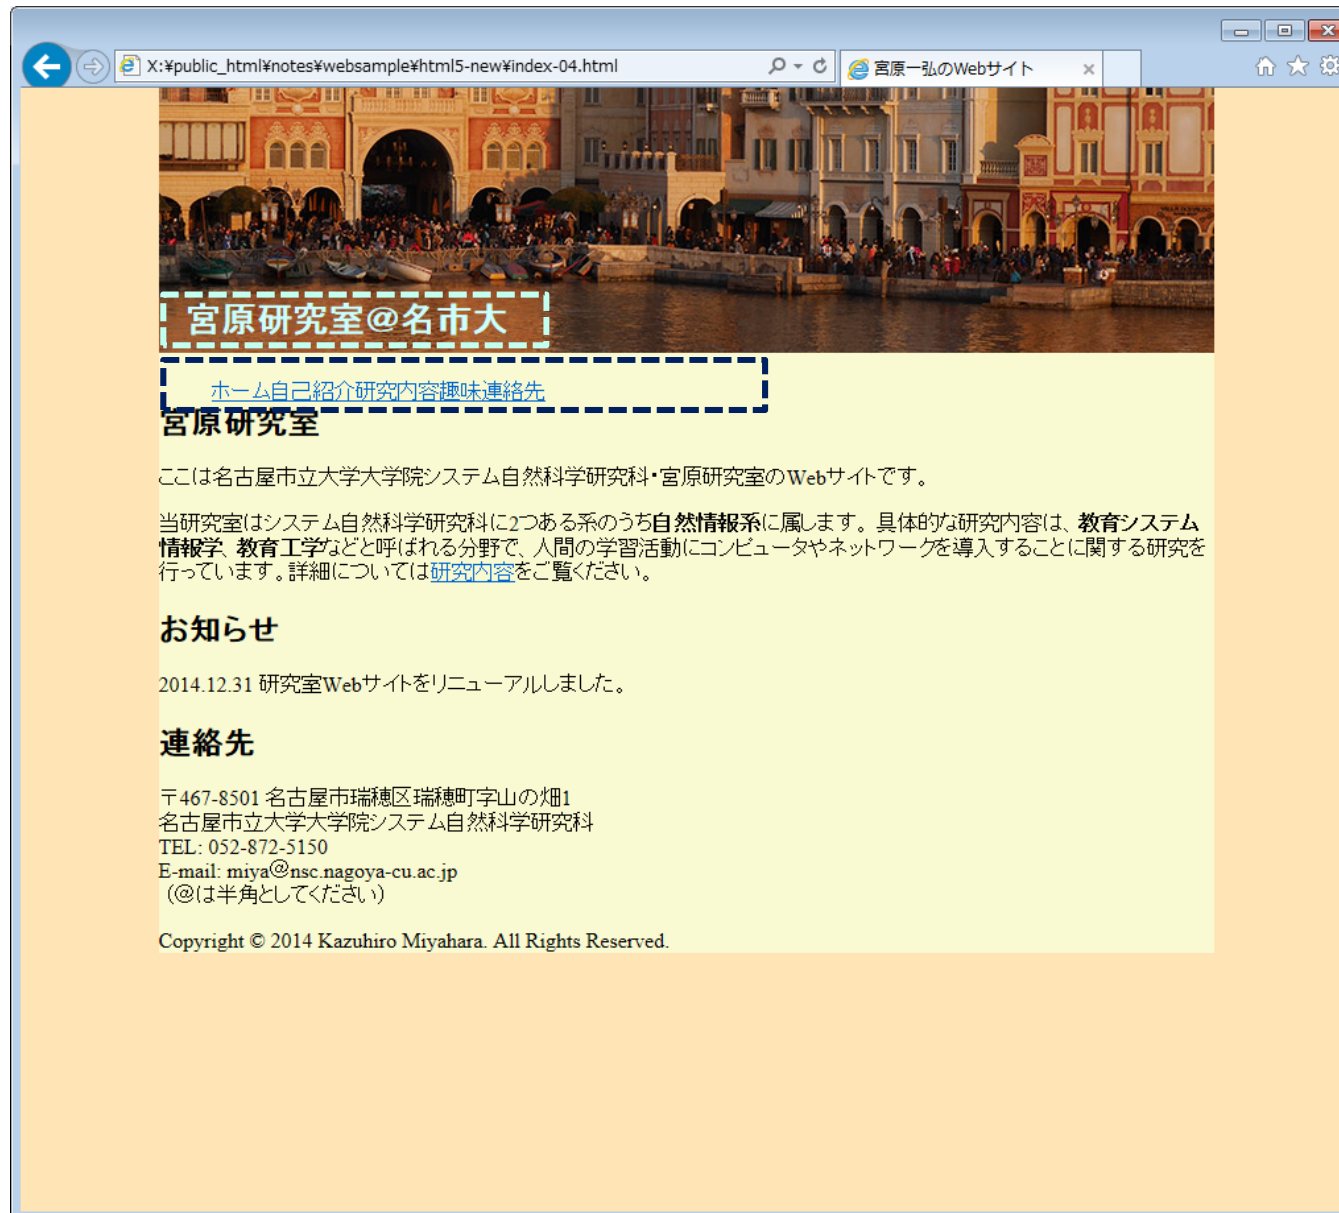 X:¥public_html¥notes¥websample¥html5-new¥index-04.html
宮原一弘のWebサイト
宮原研究室@名市大
ホーム自己紹介研究内容趣味連絡先
宮原研究室
ここは名古屋市立大学大学院システム自然科学研究科・宮原研究室のWebサイトです。
当研究室はシステム自然科学研究科に2つある系のうち自然情報系に属します。具体的な研究内容は、教育システム
情報学、教育工学などと呼ばれる分野で、人間の学習活動にコンピュータやネットワークを導入することに関する研究を
行っています。詳細については研究内容をご覧ください。
お知らせ
2014.12.31 研究室Webサイトをリニューアルしました。
連絡先
〒467-8501 名古屋市瑞穂区瑞穂町字山の畑1
名古屋市立大学大学院システム自然科学研究科
TEL: 052-872-5150
E-mail: miya＠nsc.nagoya-cu.ac.jp
（@は半角としてください）
Copyright © 2014 Kazuhiro Miyahara. All Rights Reserved.